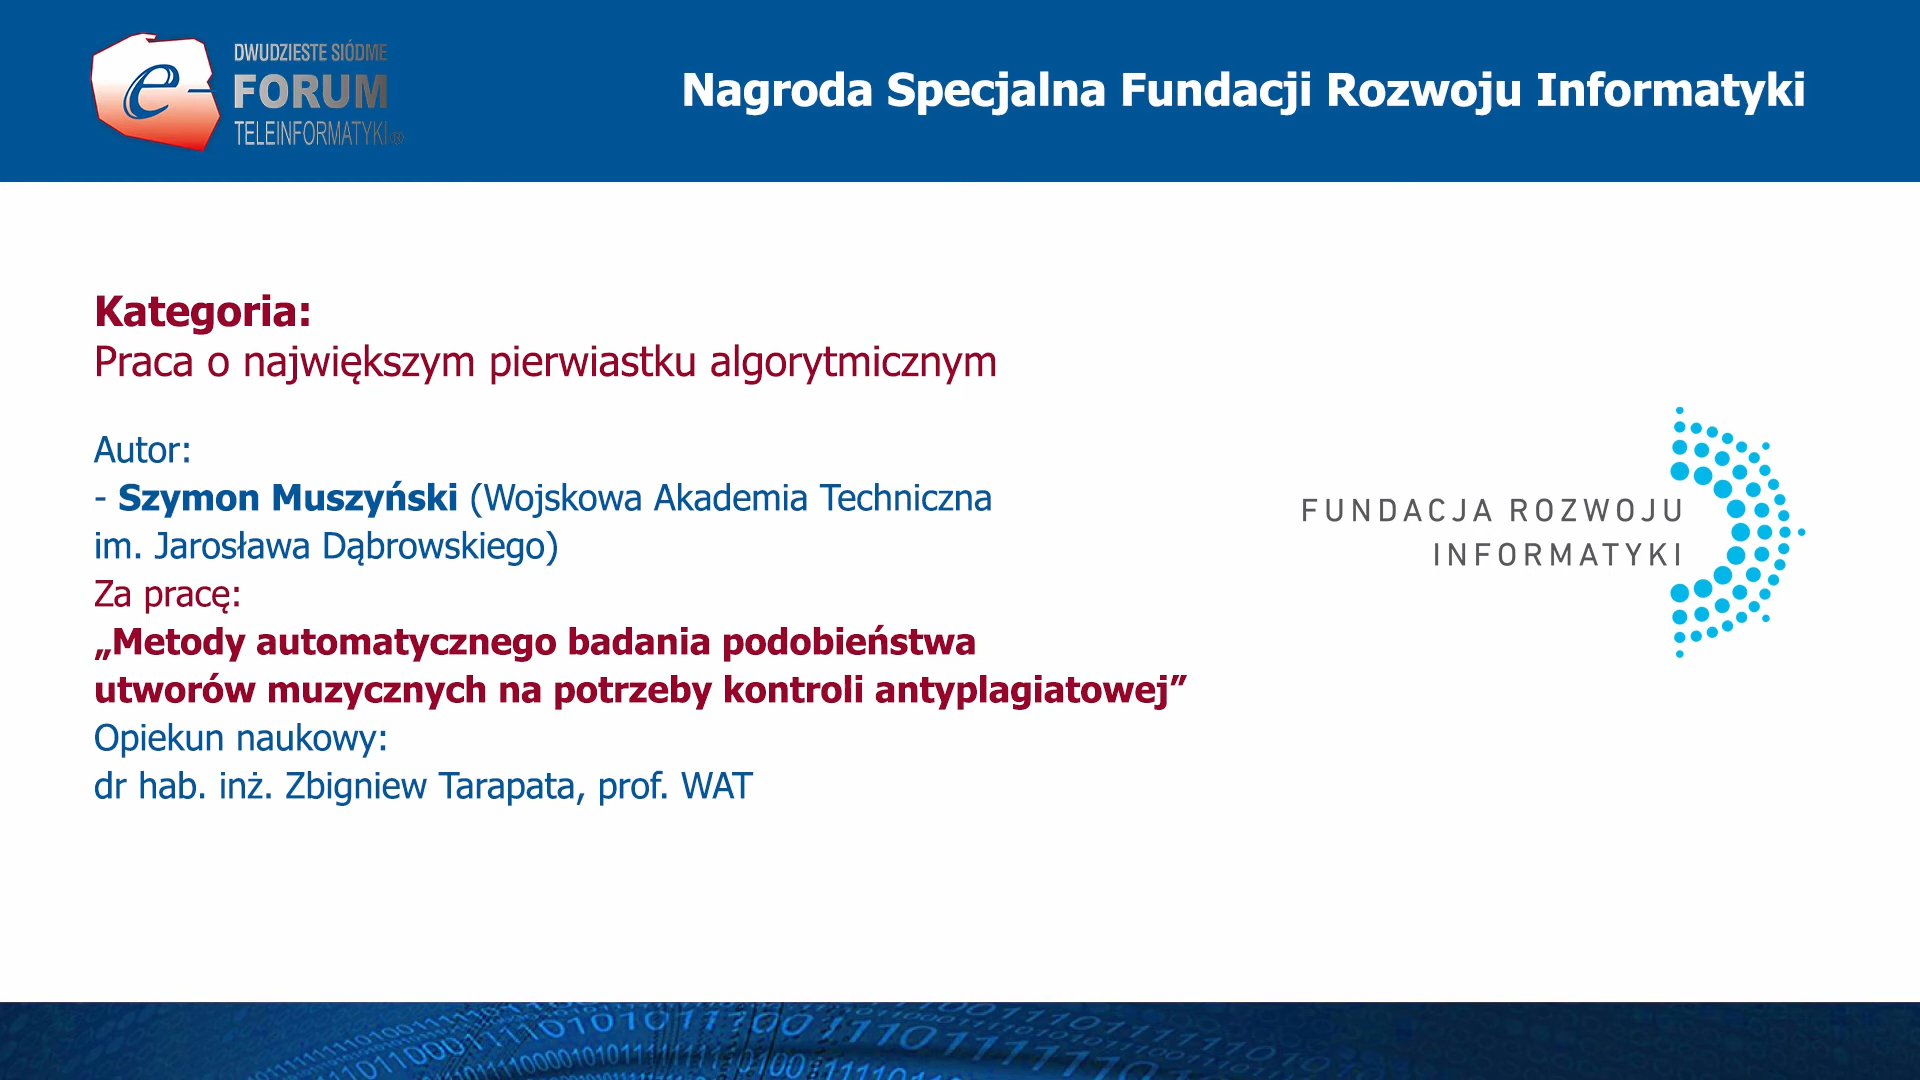 DWUDZIESTE SIÓDME
e-FORUM
TELEINFORMATYKI®
Nagroda Specjalna Fundacji Rozwoju Informatyki
Kategoria:
Praca o największym pierwiastku algorytmicznym
Autor:
- Szymon Muszyński (Wojskowa Akademia Techniczna
im. Jarosława Dąbrowskiego)
Za pracę:
„Metody automatycznego badania podobieństwa
utworów muzycznych na potrzeby kontroli antyplagiatowej”
Opiekun naukowy:
dr hab. inż. Zbigniew Tarapata, prof. WAT
FUNDACJA ROZWOJU
INFORMATYKI